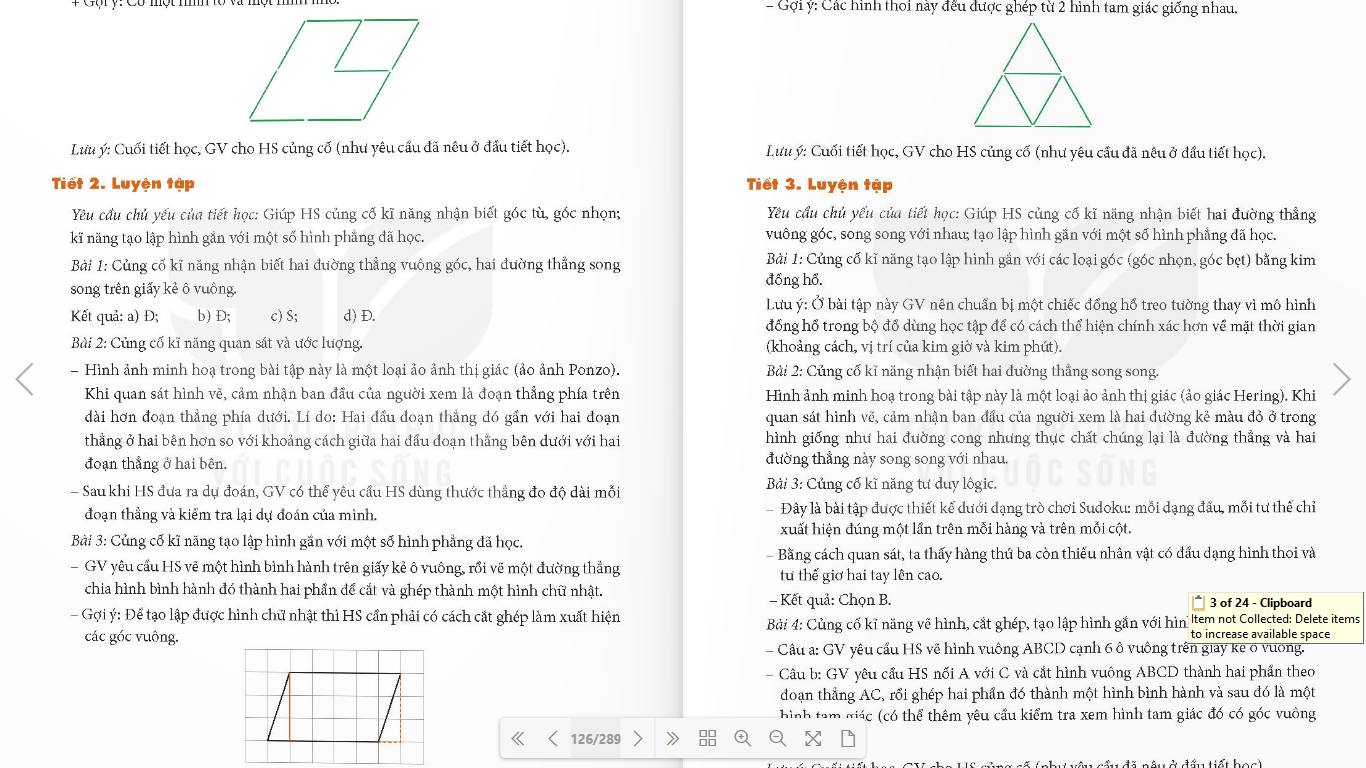 + Gợi ý: Có một hình to và một hình nhỏ.
Lưu ý: Cuối tiết học, GV cho HS củng cố (như yêu cầu đã nêu ở đầu tiết học).
Tiết 2. Luyện tập
Yêu cầu chủ yếu của tiết học: Giúp HS củng cố kĩ năng nhận biết góc tù, góc nhọn;
kĩ năng tạo lập hình gắn với một số hình phẳng đã học.
Bài 1: Củng cố kĩ năng nhận biết hai đường thẳng vuông góc, hai đường thẳng song
song trên giấy kẻ ô vuông.
Kết quả: a) Đ; b) Đ; c) S; d) Đ.
Bài 2: Củng cố kĩ năng quan sát và ước lượng.
– Hình ảnh minh hoạ trong bài tập này là một loại ảo ảnh thị giác (ảo ảnh Ponzo).
Khi quan sát hình vẽ, cảm nhận ban đầu của người xem là đoạn thẳng phía trên
dài hơn đoạn thẳng phía dưới. Lí do: Hai đầu đoạn thẳng đó gần với hai đoạn
thẳng ở hai bên hơn so với khoảng cách giữa hai đầu đoạn thẳng bên dưới với hai
đoạn thẳng ở hai bên.
– Sau khi HS đưa ra dự đoán, GV có thể yêu cầu HS dùng thước thẳng đo độ dài mỗi
đoạn thẳng và kiểm tra lại dự đoán của mình.
Bài 3: Củng cố kĩ năng tạo lập hình gắn với một số hình phẳng đã học.
– GV yêu cầu HS vẽ một hình bình hành trên giấy kẻ ô vuông, rồi vẽ một đường thẳng
chia hình bình hành đó thành hai phần để cắt và ghép thành một hình chữ nhật.
– Gợi ý: Để tạo lập được hình chữ nhật thì HS cần phải có cách cắt ghép làm xuất hiện
các góc vuông.
VỚI CUỘC SỐNG
– Gợi ý: Các hình thoi này đều được ghép từ 2 hình tam giác giống nhau.
Lưu ý: Cuối tiết học, GV cho HS củng cố (như yêu cầu đã nêu ở đầu tiết học).
Tiết 3. Luyện tập
Yêu cầu chủ yếu của tiết học: Giúp HS củng cố kĩ năng nhận biết hai đường thẳng
vuông góc, song song với nhau; tạo lập hình gắn với một số hình phẳng đã học.
Bài 1: Củng cố kĩ năng tạo lập hình gắn với các loại góc (góc nhọn, góc bẹt) bằng kim
đồng hồ.
Lưu ý: Ở bài tập này GV nên chuẩn bị một chiếc đồng hồ treo tường thay vì mô hình
đồng hồ trong bộ đồ dùng học tập để có cách thể hiện chính xác hơn về mặt thời gian
(khoảng cách, vị trí của kim giờ và kim phút).
Bài 2: Củng cố kĩ năng nhận biết hai đường thẳng song song.
Hình ảnh minh hoạ trong bài tập này là một loại ảo ảnh thị giác (ảo giác Hering). Khi
quan sát hình vẽ, cảm nhận ban đầu của người xem là hai đường kẻ màu đỏ ở trong
hình giống như hai đường cong nhưng thực chất chúng lại là đường thẳng và hai
đường thẳng này song song với nhau.
Bài 3: Củng cố kĩ năng tư duy lôgic.
– Đây là bài tập được thiết kế dưới dạng trò chơi Sudoku: mỗi dạng đầu, mỗi tư thế chỉ
xuất hiện đúng một lần trên mỗi hàng và trên mỗi cột.
– Bằng cách quan sát, ta thấy hàng thứ ba còn thiếu nhân vật có đầu dạng hình thoi và
tư thế giơ hai tay lên cao.
– Kết quả: Chọn B.
Bài 4: Củng cố kĩ năng vẽ hình, cắt ghép, tạo lập hình gắn với hình
– Câu a: GV yêu cầu HS vẽ hình vuông ABCD cạnh 6 ô vuông trên giấy kẻ ô vuông.
– Câu b: GV yêu cầu HS nối A với C và cắt hình vuông ABCD thành hai phần theo
đoạn thẳng AC, rồi ghép hai phần đó thành một hình bình hành và sau đó là một
hình tam giác (có thể thêm yêu cầu kiểm tra xem hình tam giác đó có góc vuông
Lưu ý: Cuối tiết học, GV cho HS củng cố (như yêu cầu đã nêu ở đầu tiết học)
VỚI CUỘC SỐNG
3 of 24 - Clipboard
Item not Collected: Delete items
to increase available space
126/289